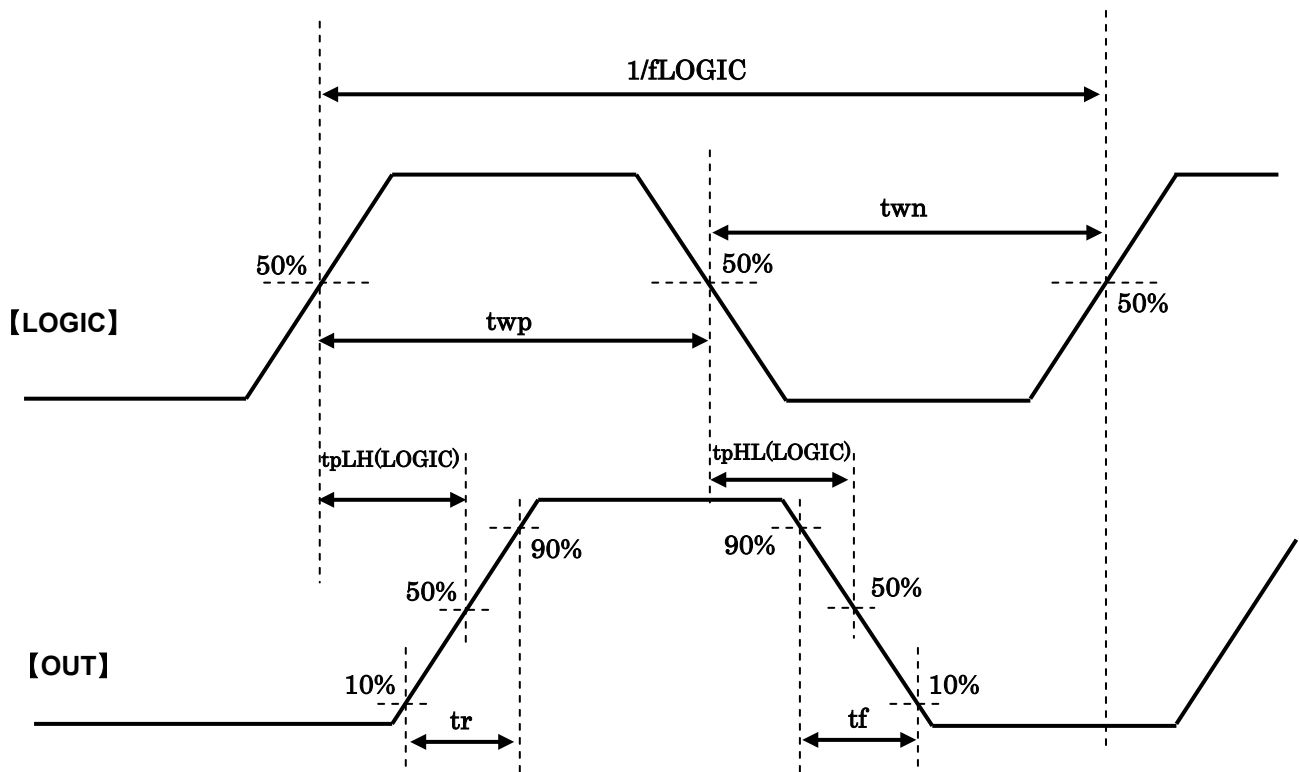 1/fLOGIC
twn
50%
50%
50%
【LOGIC】
twp
tpLH(LOGIC)
tpHL(LOGIC)
90%
90%
50%
50%
【OUT】
10%
10%
tr
tf